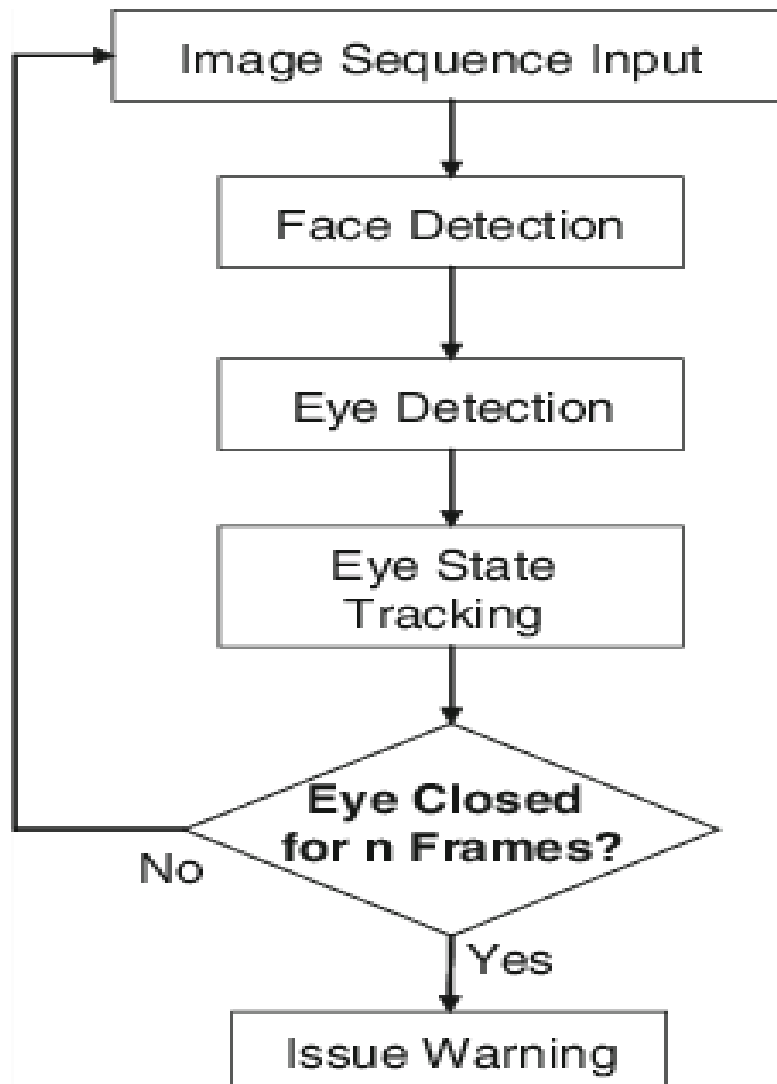 Image Sequence Input
Face Detection
Eye Detection
Eye State
Tracking
Eye Closed
for n Frames?
No
Yes
Issue Warning